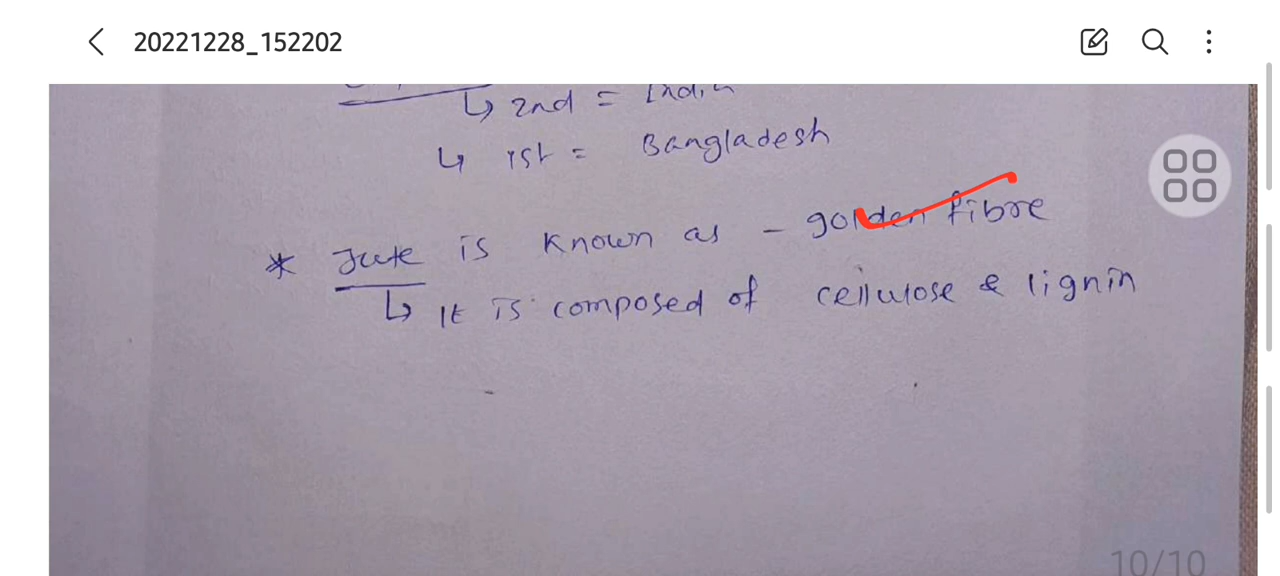 20221228_152202
↳ 2nd = India
↳ 1st = Bangladesh
* Jute is known as - golden fibre
↳ It is composed of cellulose & lignin
10/10